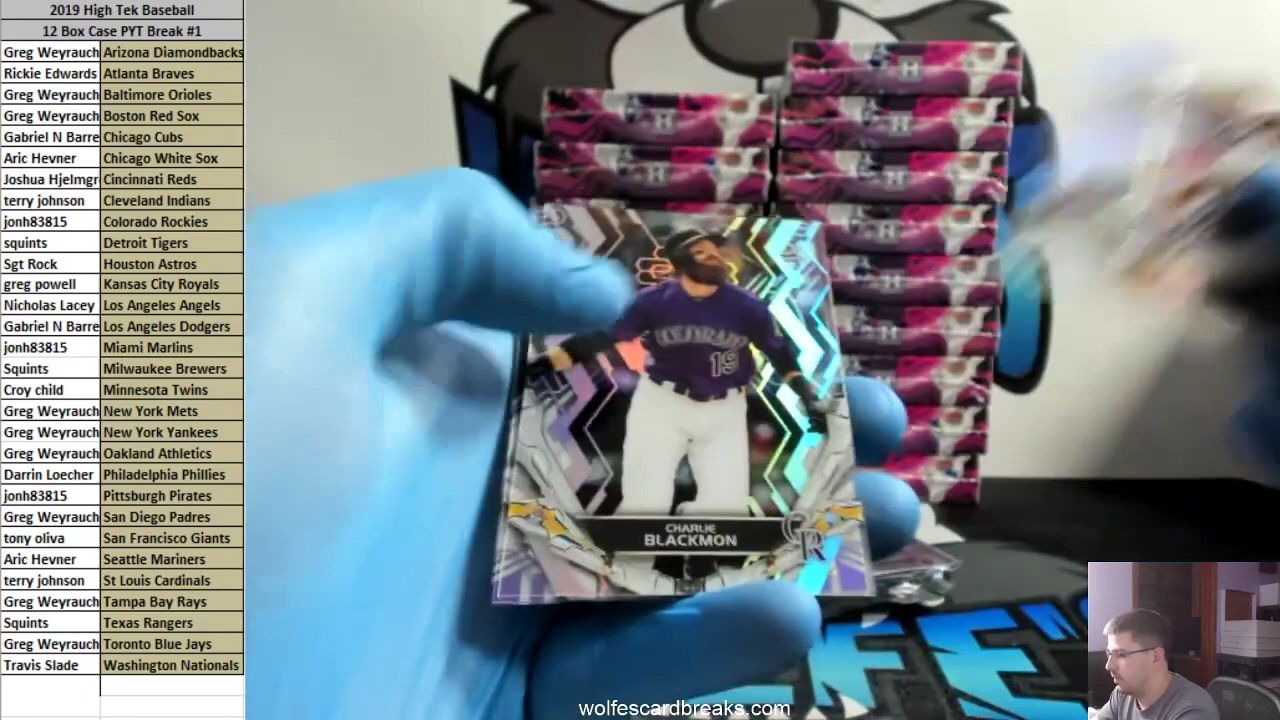 2019 High Tek Baseball
12 Box Case PYT Break #1
Greg Weyrauch Arizona Diamondbacks
Rickie Edwards Atlanta Braves
Greg Weyrauch Baltimore Orioles
Greg Weyrauch Boston Red Sox
Gabriel N Barre Chicago Cubs
Aric Hevner Chicago White Sox
Joshua Hjelmgr Cincinnati Reds
terry johnson Cleveland Indians
jonh83815 Colorado Rockies
squints Detroit Tigers
Sgt Rock Houston Astros
greg powell Kansas City Royals
Nicholas Lacey Los Angeles Angels
Gabriel N Barre Los Angeles Dodgers
jonh83815 Miami Marlins
Squints Milwaukee Brewers
Croy child Minnesota Twins
Greg Weyrauch New York Mets
Greg Weyrauch New York Yankees
Greg Weyrauch Oakland Athletics
Darrin Loecher Philadelphia Phillies
jonh83815 Pittsburgh Pirates
Greg Weyrauch San Diego Padres
tony oliva San Francisco Giants
Aric Hevner Seattle Mariners
terry johnson St Louis Cardinals
Greg Weyrauch Tampa Bay Rays
Squints Texas Rangers
Greg Weyrauch Toronto Blue Jays
Travis Slade Washington Nationals
COLORADO
19
CHARLIE
BLACKMON
CR
wolfescardbreaks.com